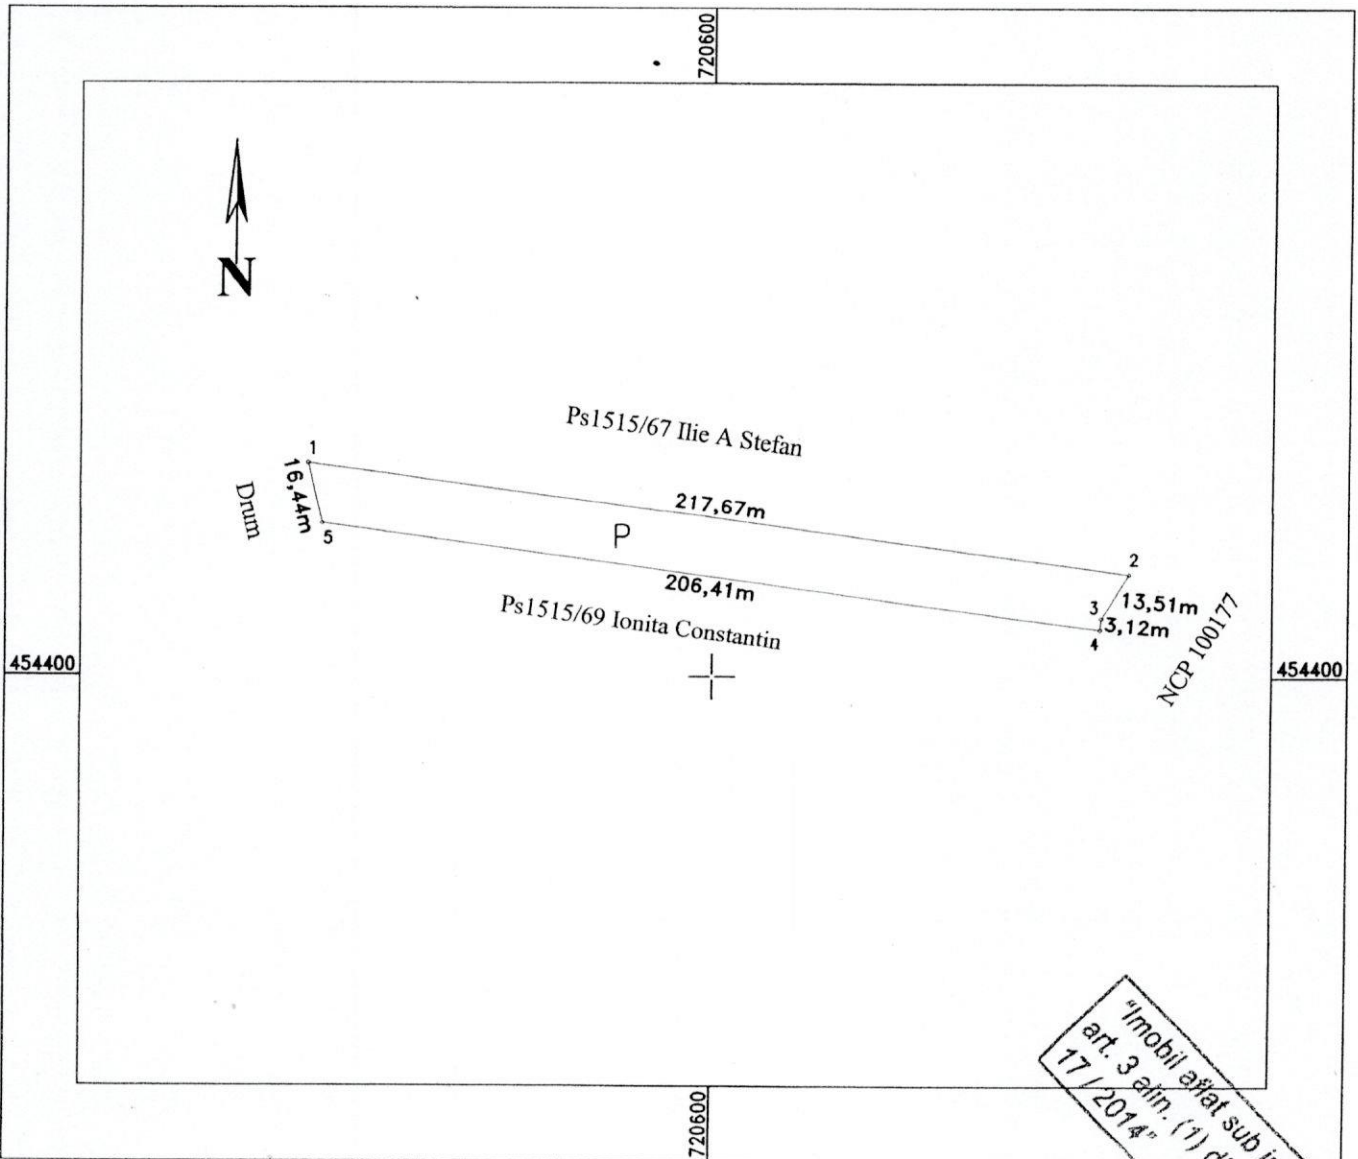 720600
N
Ps1515/67 Ilie A Stefan
1
16,44m
Drum
217,67m
5
P
2
206,41m
13,51m
3
3,12m
4
Ps1515/69 Ionita Constantin
NCP 100177
454400
454400
"Imobil aflat sub
art. 3 alin. (1)
17 / 2014"
720600